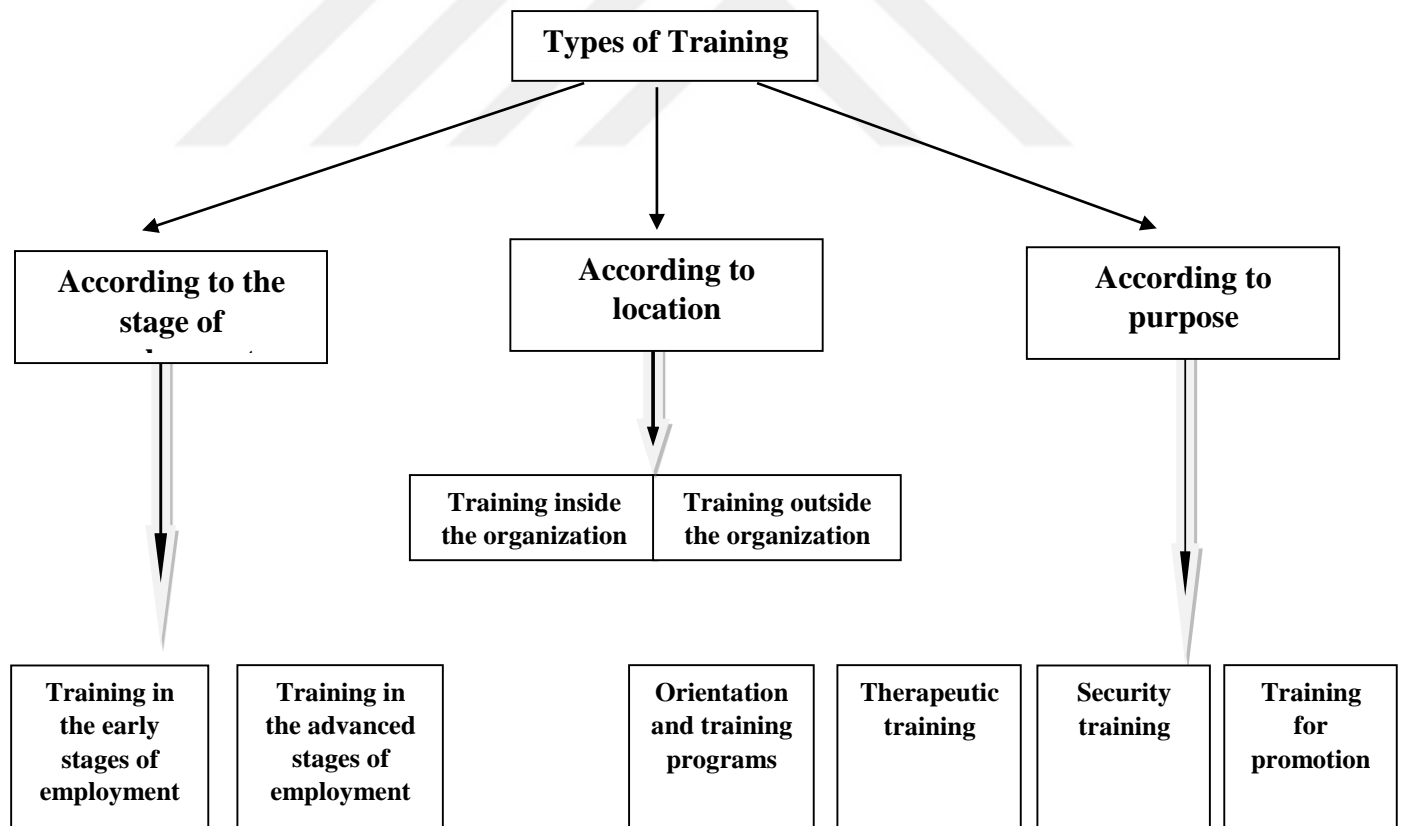 Types of Training
According to the
stage of
According to
location
According to
purpose
Training inside
the organization
Training outside
the organization
Training in
the early
stages of
employment
Training in
the advanced
stages of
employment
Orientation
and training
programs
Therapeutic
training
Security
training
Training
for
promotion